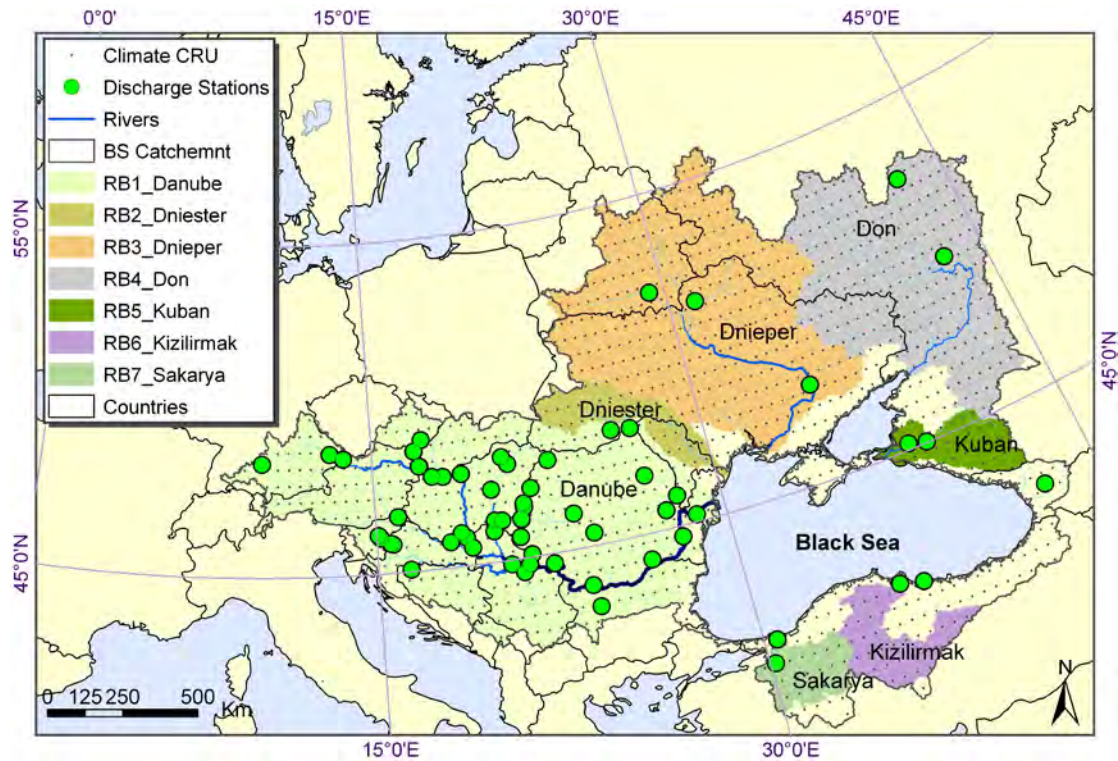 0°0'
15°0'E
30°0'E
45°0'E
Climate CRU
Discharge Stations
Rivers
BS Catchemnt
RB1_Danube
RB2_Dniester
RB3_Dnieper
RB4_Don
RB5_Kuban
RB6_Kizilirmak
RB7_Sakarya
Countries
55°0'N
45°0'N
45°0'N
Don
Dnieper
Dniester
Kuban
Danube
Black Sea
Kizilirmak
Sakarya
0 125 250 500
Km
N
15°0'E
30°0'E